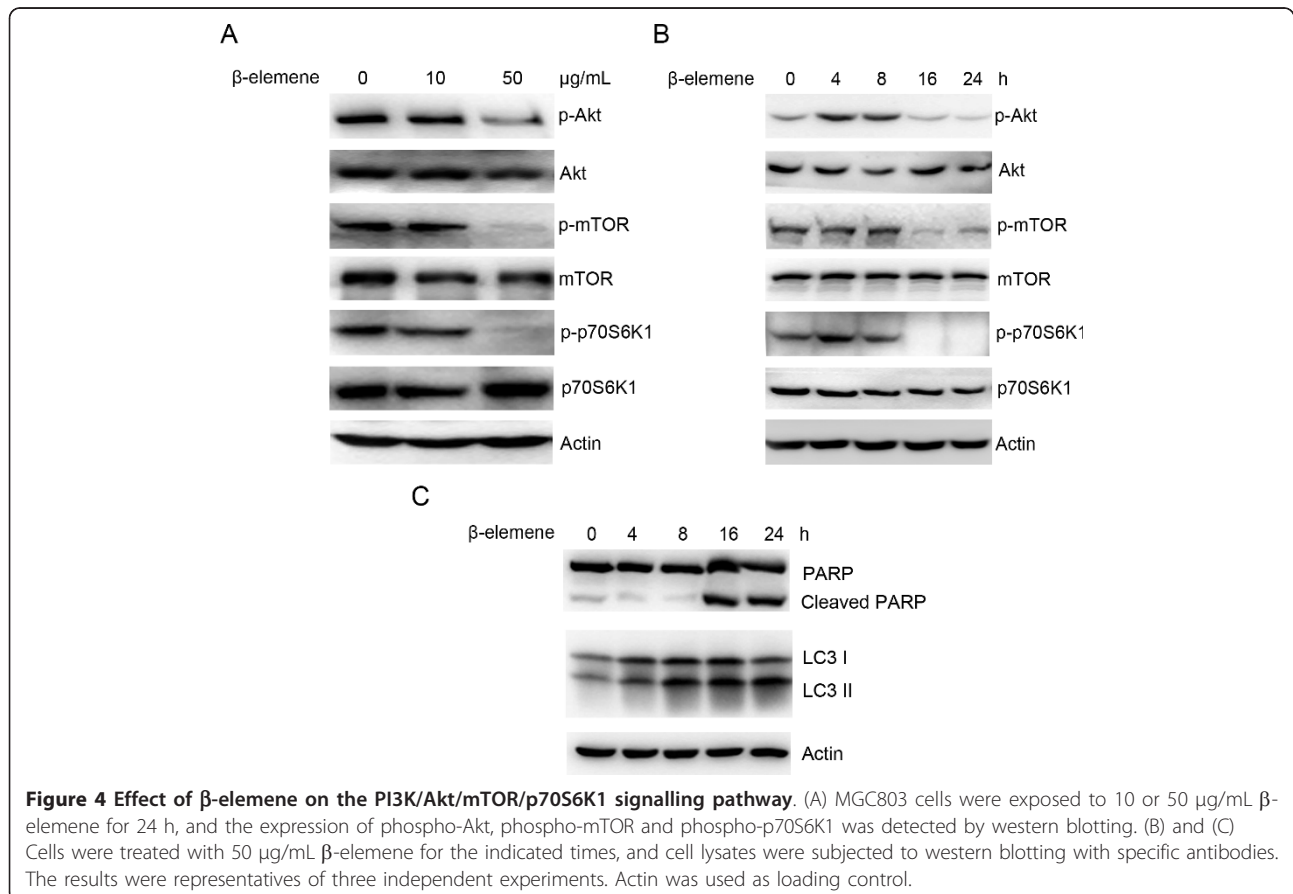 A
β-elemene 0 10 50 µg/mL
p-Akt
Akt
p-mTOR
mTOR
p-p70S6K1
p70S6K1
Actin
B
β-elemene 0 4 8 16 24 h
p-Akt
Akt
p-mTOR
mTOR
p-p70S6K1
p70S6K1
Actin
C
β-elemene 0 4 8 16 24 h
PARP
Cleaved PARP
LC3 I
LC3 II
Actin
Figure 4 Effect of β-elemene on the PI3K/Akt/mTOR/p70S6K1 signalling pathway. (A) MGC803 cells were exposed to 10 or 50 µg/mL β-
elemene for 24 h, and the expression of phospho-Akt, phospho-mTOR and phospho-p70S6K1 was detected by western blotting. (B) and (C)
Cells were treated with 50 µg/mL β-elemene for the indicated times, and cell lysates were subjected to western blotting with specific antibodies.
The results were representatives of three independent experiments. Actin was used as loading control.